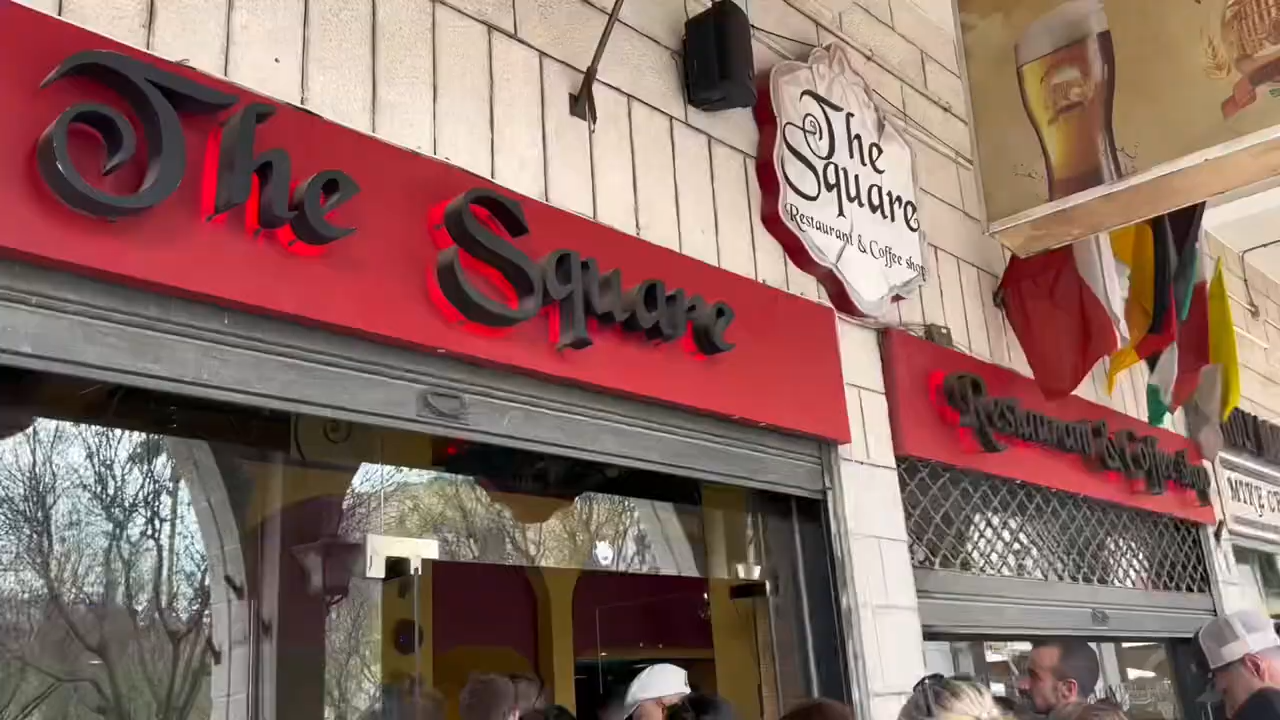 The Square
The
Square
Restaurant & Coffee shop
Restaurant & Coffee shop